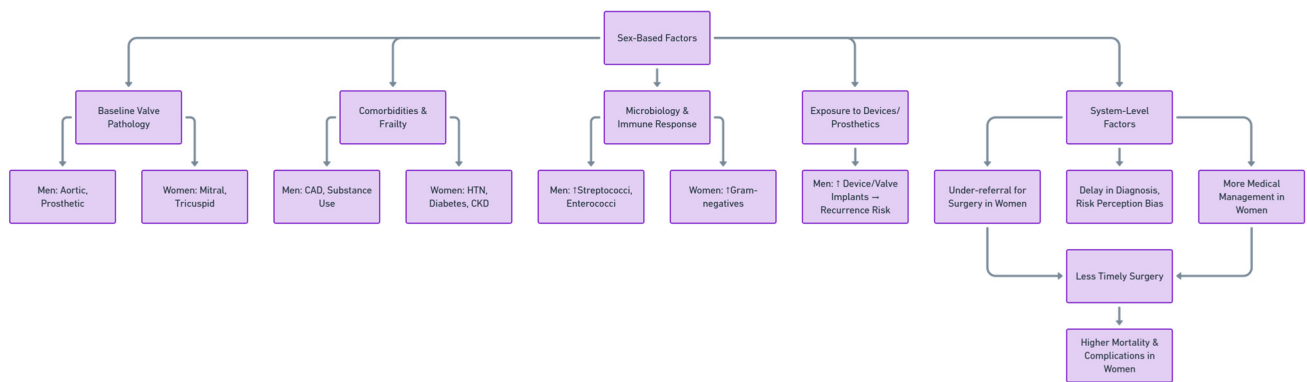 Sex-Based Factors
Baseline Valve
Pathology
Comorbidities &
Frailty
Microbiology &
Immune Response
Exposure to Devices/
Prosthetics
System-Level
Factors
Men: Aortic,
Prosthetic
Women: Mitral,
Tricuspid
Men: CAD, Substance
Use
Women: HTN,
Diabetes, CKD
Men: ↑Streptococci,
Enterococci
Women: ↑Gram-
negatives
Men: ↑ Device/Valve
Implants →
Recurrence Risk
Under-referral for
Surgery in Women
Delay in Diagnosis,
Risk Perception Bias
More Medical
Management in
Women
Less Timely Surgery
Higher Mortality &
Complications in
Women